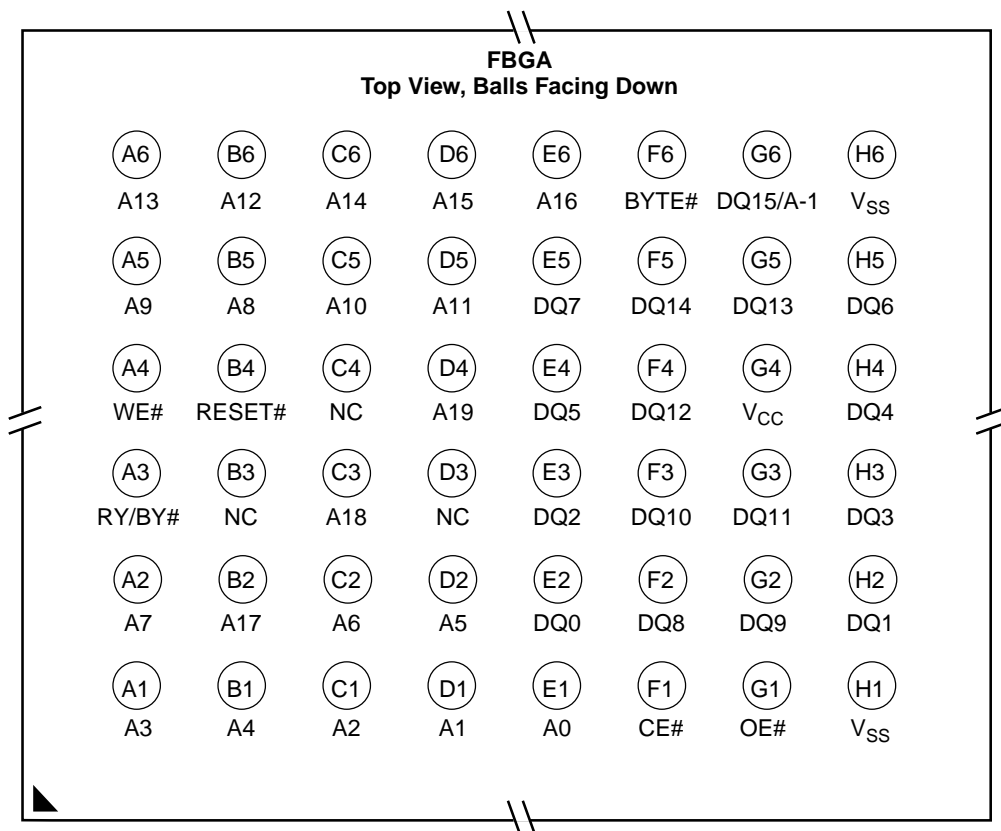 FBGA
Top View, Balls Facing Down
A6 B6 C6 D6 E6 F6 G6 H6
A13 A12 A14 A15 A16 BYTE# DQ15/A-1 VSS
A5 B5 C5 D5 E5 F5 G5 H5
A9 A8 A10 A11 DQ7 DQ14 DQ13 DQ6
A4 B4 C4 D4 E4 F4 G4 H4
WE# RESET# NC A19 DQ5 DQ12 VCC DQ4
A3 B3 C3 D3 E3 F3 G3 H3
RY/BY# NC A18 NC DQ2 DQ10 DQ11 DQ3
A2 B2 C2 D2 E2 F2 G2 H2
A7 A17 A6 A5 DQ0 DQ8 DQ9 DQ1
A1 B1 C1 D1 E1 F1 G1 H1
A3 A4 A2 A1 A0 CE# OE# VSS